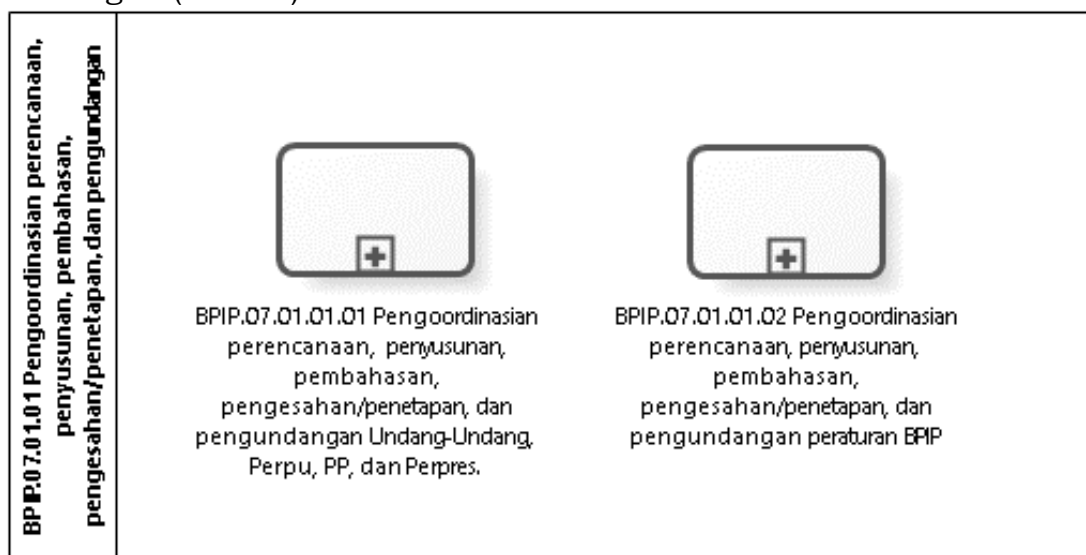 BPIP.07.01.01 Pengoordinasian perencanaan,
penyusunan, pembahasan,
pengesahan/penetapan, dan pengundangan
BPIP.07.01.01.01 Pengoordinasian
perencanaan, penyusunan,
pembahasan,
pengesahan/penetapan, dan
pengundangan Undang-Undang,
Perpu, PP, dan Perpres.
BPIP.07.01.01.02 Pengoordinasian
perencanaan, penyusunan,
pembahasan,
pengesahan/penetapan, dan
pengundangan peraturan BPIP